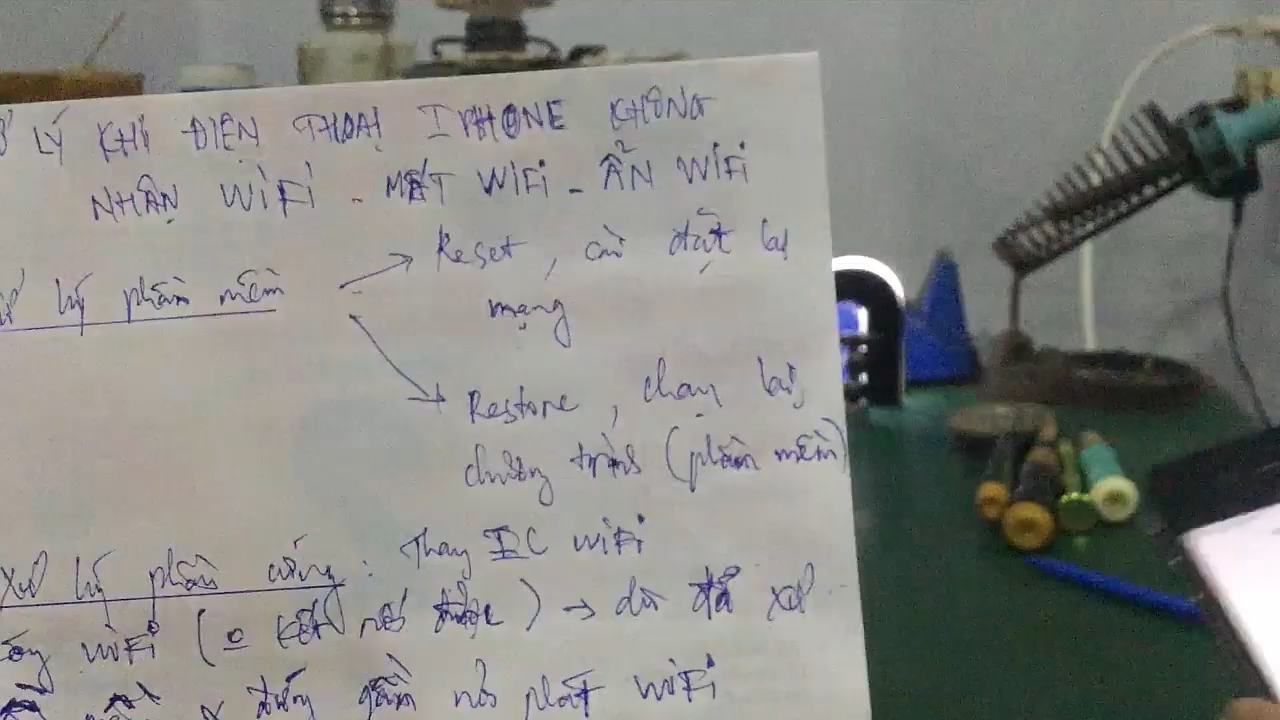 LÝ KHI ĐIỆN THOẠI IPHONE KHÔNG
NHẬN WiFi - MẤT WiFi - ẨN WiFi
lý phần mềm
Reset, cài đặt lại
mạng
Restore, chạy lại
chương trình (phần mềm)
Xử lý phần cứng: Thay IC WiFi
WiFi (kết nối được) → dù đã xử
đứng gần nơi phát WiFi